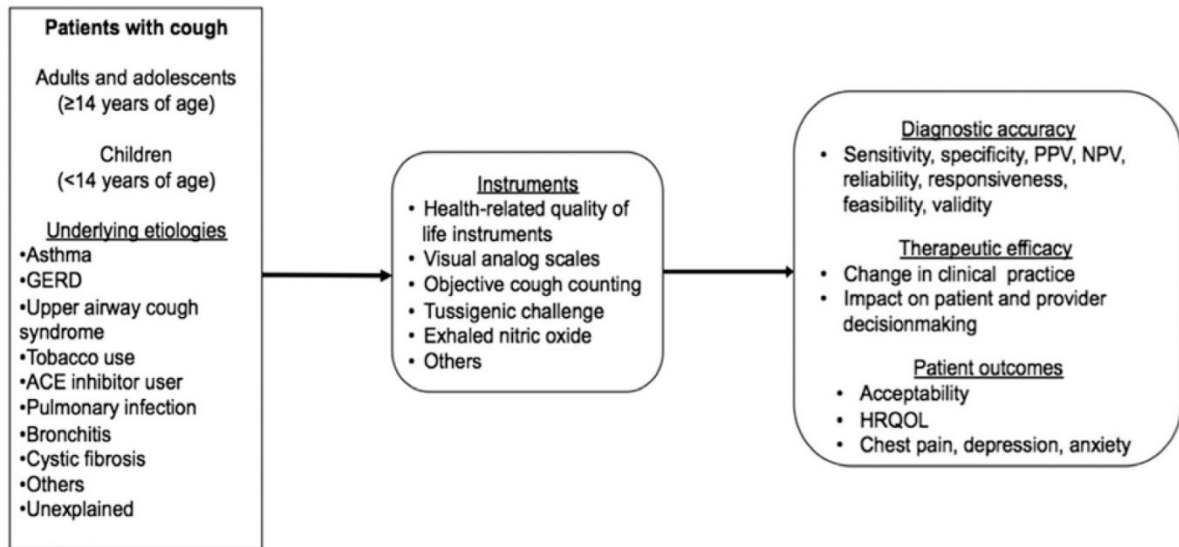 Patients with cough
Adults and adolescents
(≥14 years of age)
Children
(<14 years of age)
Underlying etiologies
•Asthma
•GERD
•Upper airway cough
syndrome
•Tobacco use
•ACE inhibitor user
•Pulmonary infection
•Bronchitis
•Cystic fibrosis
•Others
•Unexplained
Instruments
• Health-related quality of
life instruments
• Visual analog scales
• Objective cough counting
• Tussigenic challenge
• Exhaled nitric oxide
• Others
Diagnostic accuracy
• Sensitivity, specificity, PPV, NPV,
reliability, responsiveness,
feasibility, validity
Therapeutic efficacy
• Change in clinical practice
• Impact on patient and provider
decisionmaking
Patient outcomes
• Acceptability
• HRQOL
• Chest pain, depression, anxiety